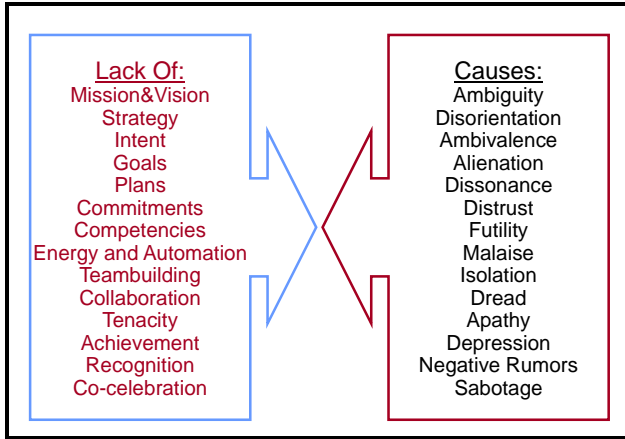 Lack Of:
Mission&Vision
Strategy
Intent
Goals
Plans
Commitments
Competencies
Energy and Automation
Teambuilding
Collaboration
Tenacity
Achievement
Recognition
Co-celebration
Causes:
Ambiguity
Disorientation
Ambivalence
Alienation
Dissonance
Distrust
Futility
Malaise
Isolation
Dread
Apathy
Depression
Negative Rumors
Sabotage